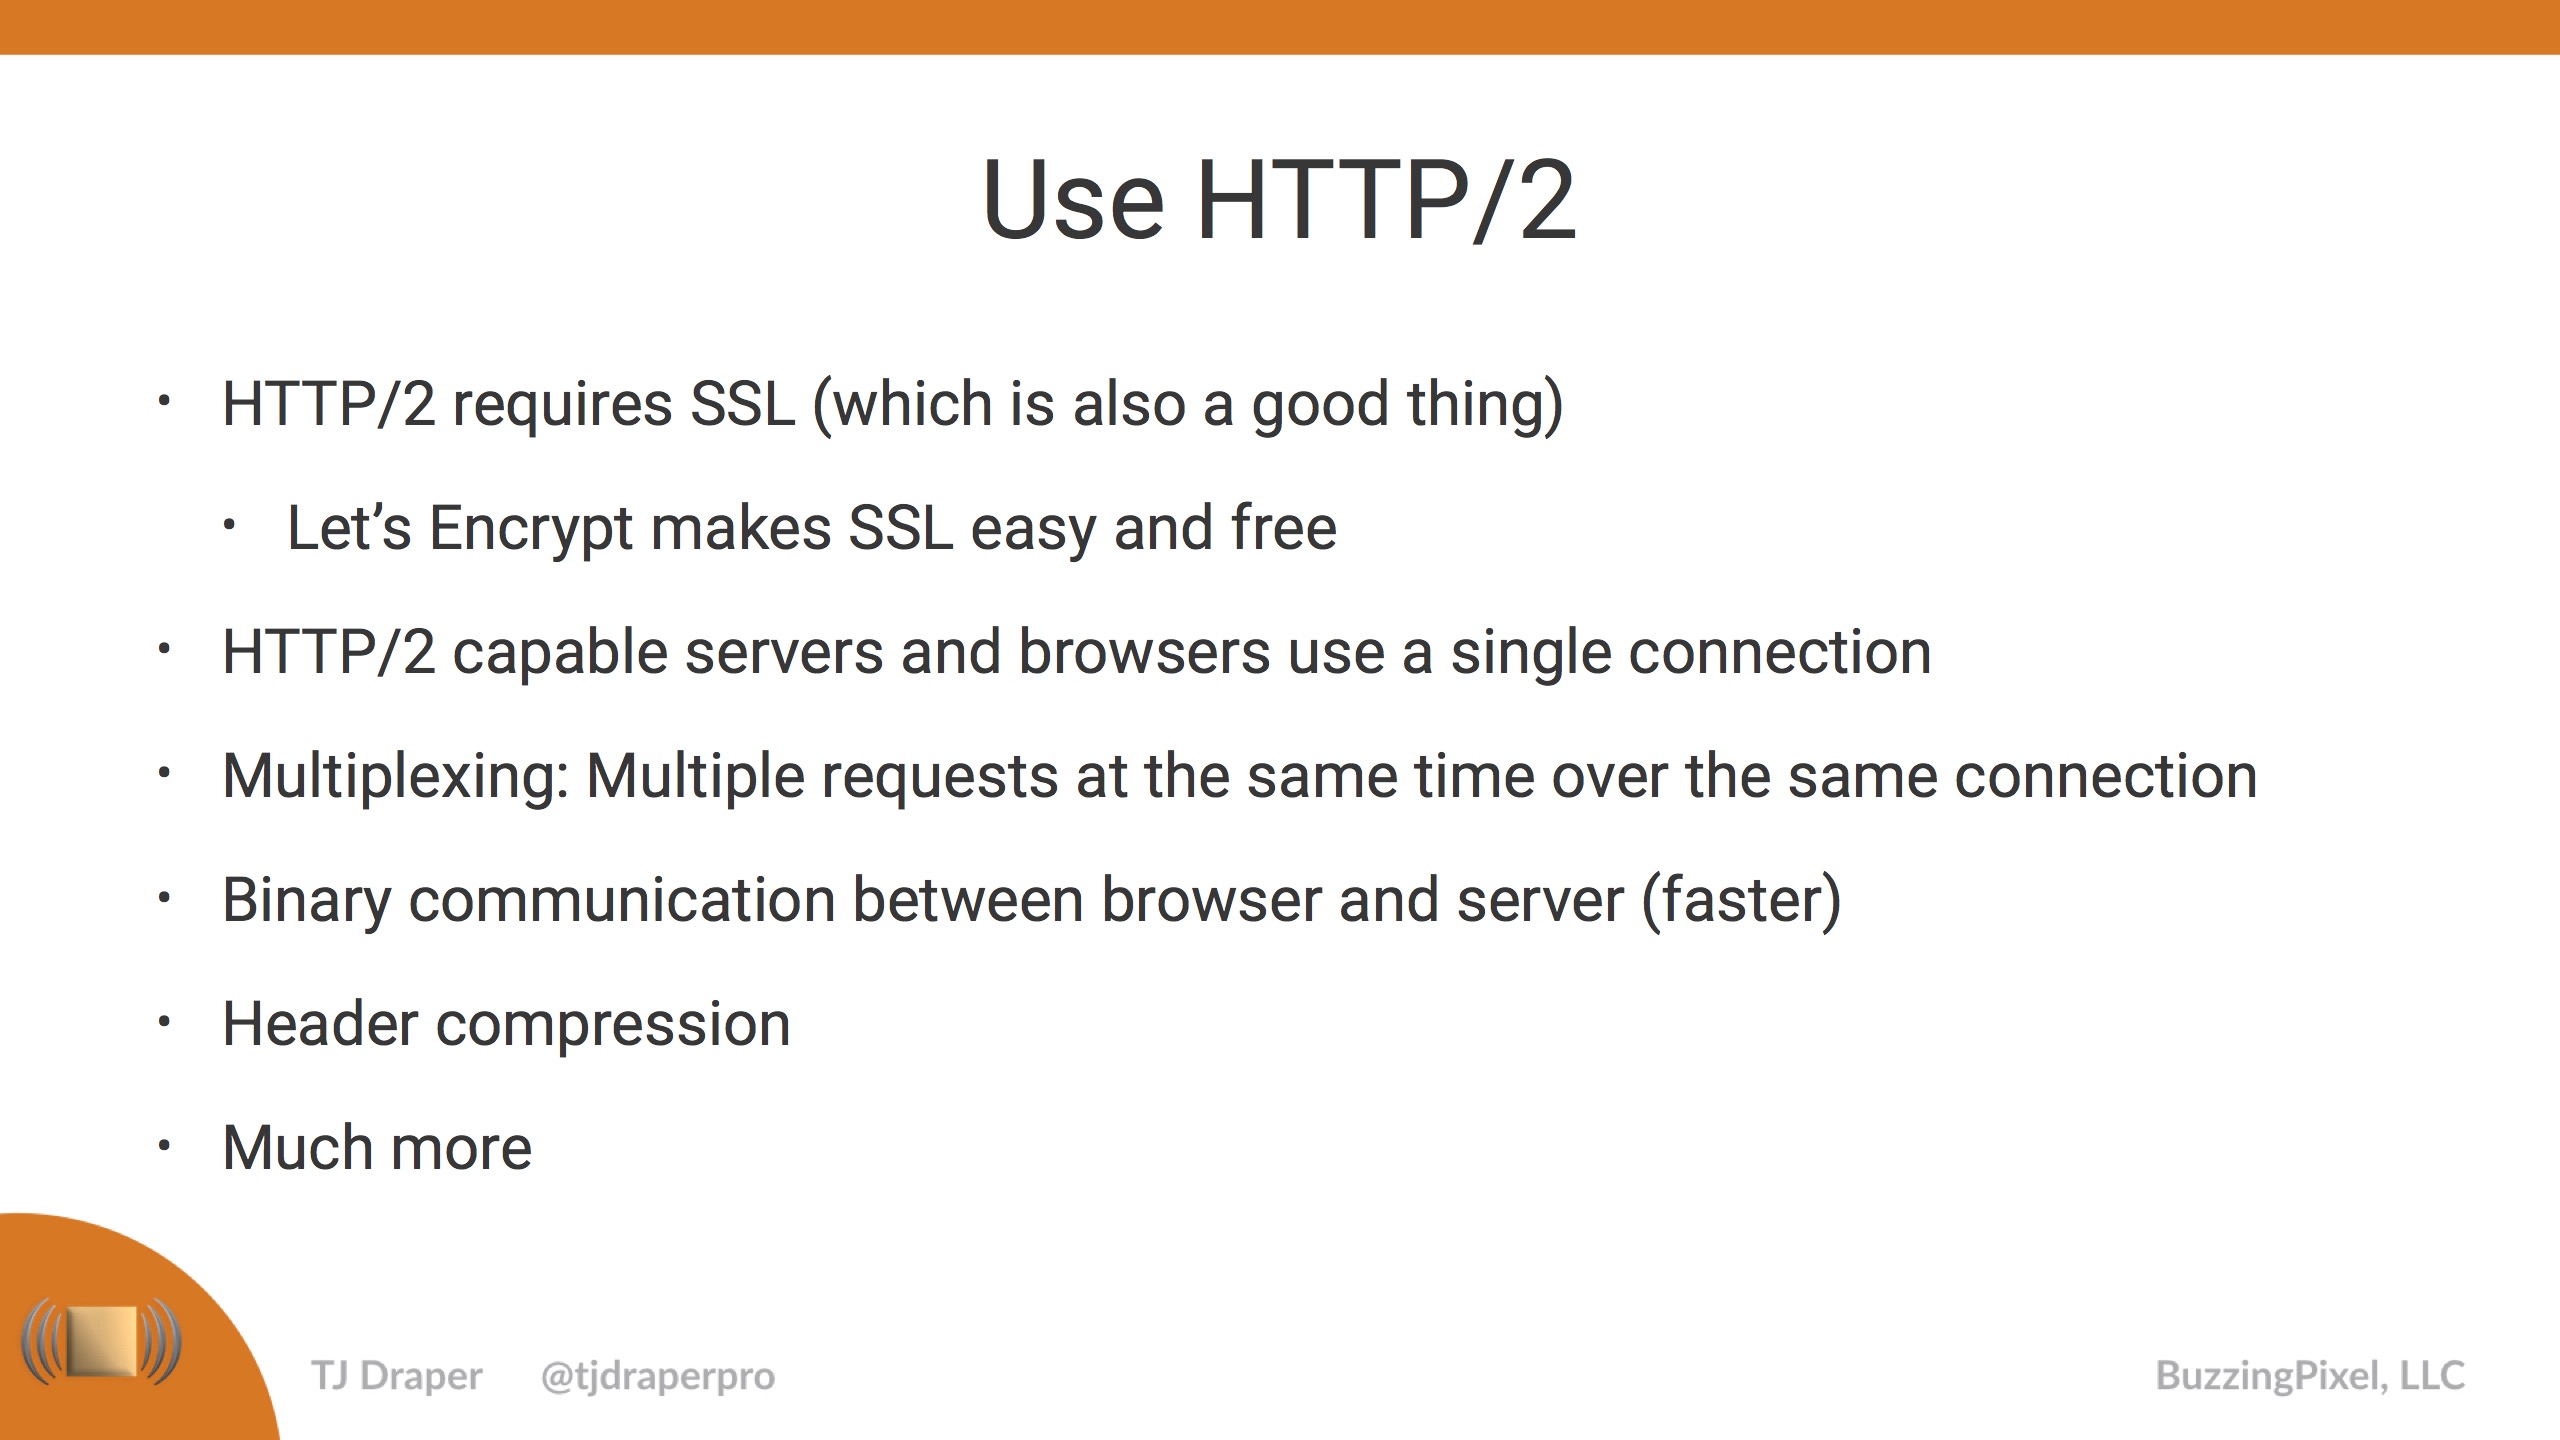 Use HTTP/2
• HTTP/2 requires SSL (which is also a good thing)
• Let’s Encrypt makes SSL easy and free
• HTTP/2 capable servers and browsers use a single connection
• Multiplexing: Multiple requests at the same time over the same connection
• Binary communication between browser and server (faster)
• Header compression
• Much more
TJ Draper @tjdraperpro BuzzingPixel, LLC